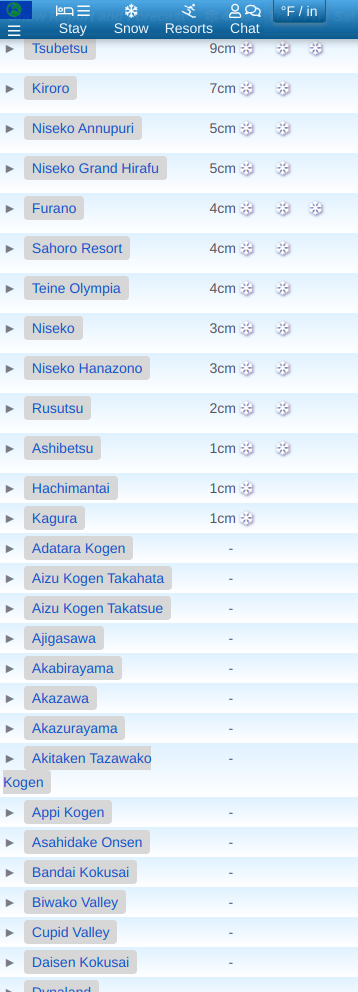 °F / in
Stay Snow Resorts Chat
Tsubetsu 9cm
Kiroro 7cm
Niseko Annupuri 5cm
Niseko Grand Hirafu 5cm
Furano 4cm
Sahoro Resort 4cm
Teine Olympia 4cm
Niseko 3cm
Niseko Hanazono 3cm
Rusutsu 2cm
Ashibetsu 1cm
Hachimantai 1cm
Kagura 1cm
Adatara Kogen -
Aizu Kogen Takahata -
Aizu Kogen Takatsue -
Ajigasawa -
Akabirayama -
Akazawa -
Akazurayama -
Akitaken Tazawako -
Kogen
Appi Kogen -
Asahidake Onsen -
Bandai Kokusai -
Biwako Valley -
Cupid Valley -
Daisen Kokusai -
Dynaland